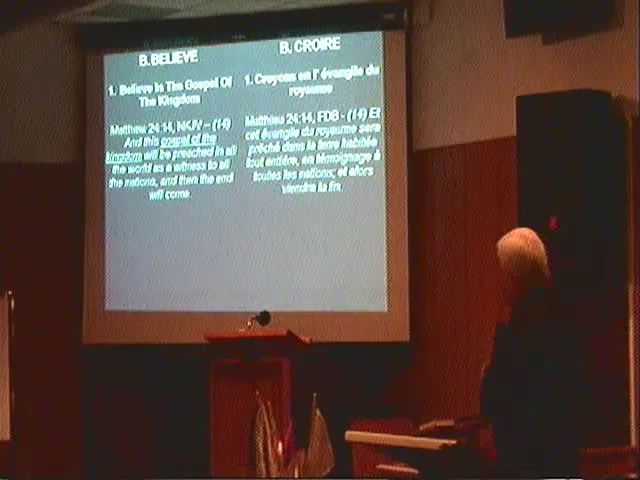 B. BELIEVE
1. Believe In The Gospel Of
The Kingdom
Matthew 24:14, NKJV – (14)
And this gospel of the
kingdom will be preached in all
the world as a witness to all
the nations, and then the end
will come.
B. CROIRE
1. Croyons en l' évangile du
royaume
Matthieu 24:14, FDB - (14) Et
cet évangile du royaume sera
prêché dans la terre habitée
tout entière, en témoignage à
toutes les nations; et alors
viendra la fin.